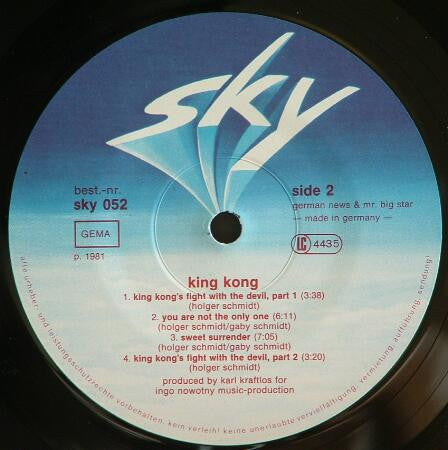 sky
best.-nr.
sky 052
side 2
german news & mr. big star
— made in germany —
GEMA
LC 4435
p. 1981
king kong
1. king kong's fight with the devil, part 1 (3:38)
(holger schmidt)
2. you are not the only one (6:11)
(holger schmidt/gaby schmidt)
3. sweet surrender (7:05)
(holger schmidt/gaby schmidt)
4. king kong's fight with the devil, part 2 (3:20)
(holger schmidt)
produced by karl kraftlos for
ingo nowotny music-production
alle urheber- und leistungsschutzrechte vorbehalten. kein verleih! keine unerlaubte vervielfältigung, vermietung, aufführung, sendung!